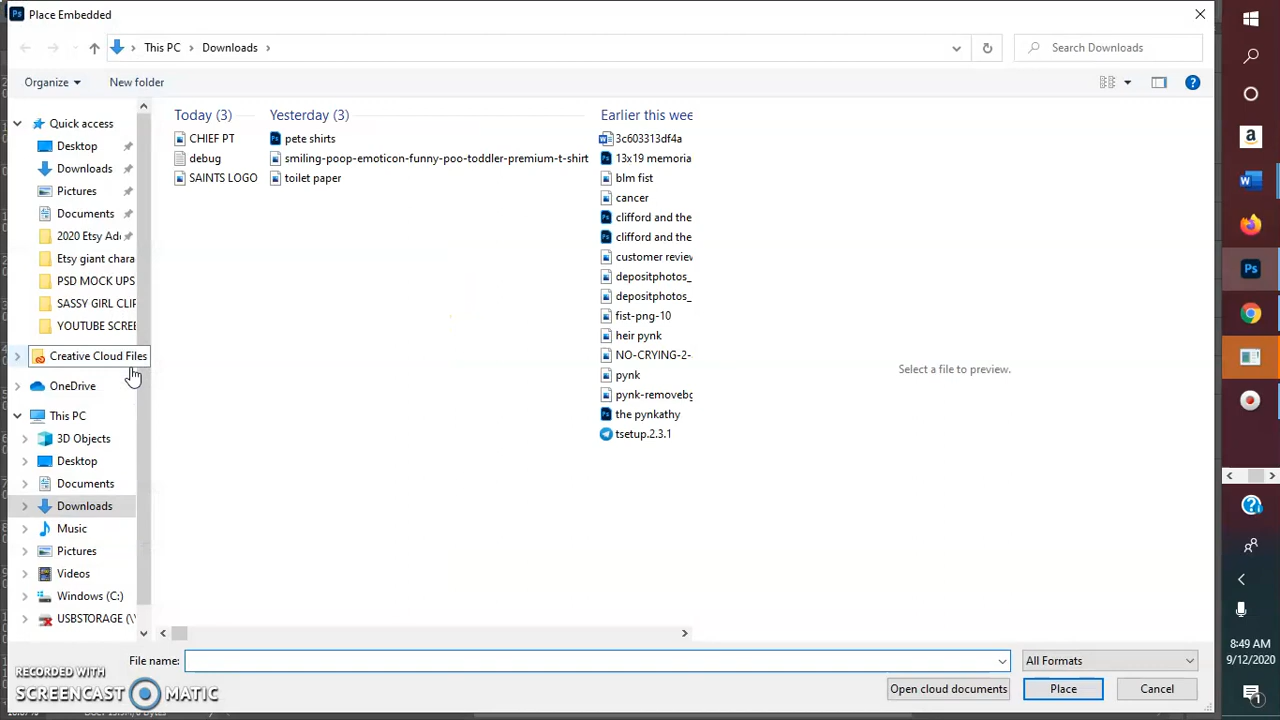 Place Embedded
This PC
Downloads
Search Downloads
Organize
New folder
Quick access
Desktop
Downloads
Pictures
Documents
2020 Etsy Ad
Etsy giant chara
PSD MOCK UPS
SASSY GIRL CLIP
YOUTUBE SCREE
Creative Cloud Files
OneDrive
This PC
3D Objects
Desktop
Documents
Downloads
Music
Pictures
Videos
Windows (C:)
USBSTORAGE (\\
Today (3)
CHIEF PT
debug
SAINTS LOGO
Yesterday (3)
pete shirts
smiling-poop-emoticon-funny-poo-toddler-premium-t-shirt
toilet paper
Earlier this wee
3c603313df4a
13x19 memoria
blm fist
cancer
clifford and the
clifford and the
customer review
depositphotos_
depositphotos_
fist-png-10
heir pynk
NO-CRYING-2-
pynk
pynk-removebg
the pynkathy
tsetup.2.3.1
Select a file to preview.
File name:
All Formats
Open cloud documents
Place
Cancel
RECORDED WITH
SCREENCAST MATIC
8:49 AM
9/12/2020
1